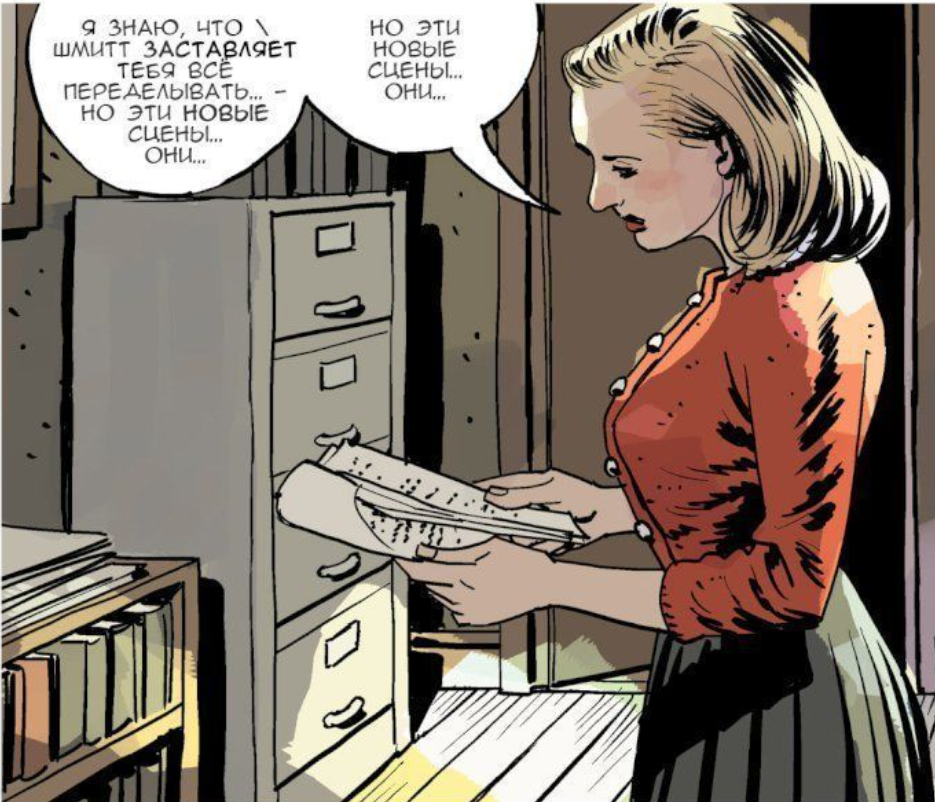 Я ЗНАЮ, ЧТО \
ШМИТТ ЗАСТАВЛЯЕТ
ТЕБЯ ВСЁ
ПЕРЕДЕЛЫВАТЬ... -
НО ЭТИ НОВЫЕ
СЦЕНЫ...
ОНИ...
НО ЭТИ
НОВЫЕ
СЦЕНЫ...
ОНИ...